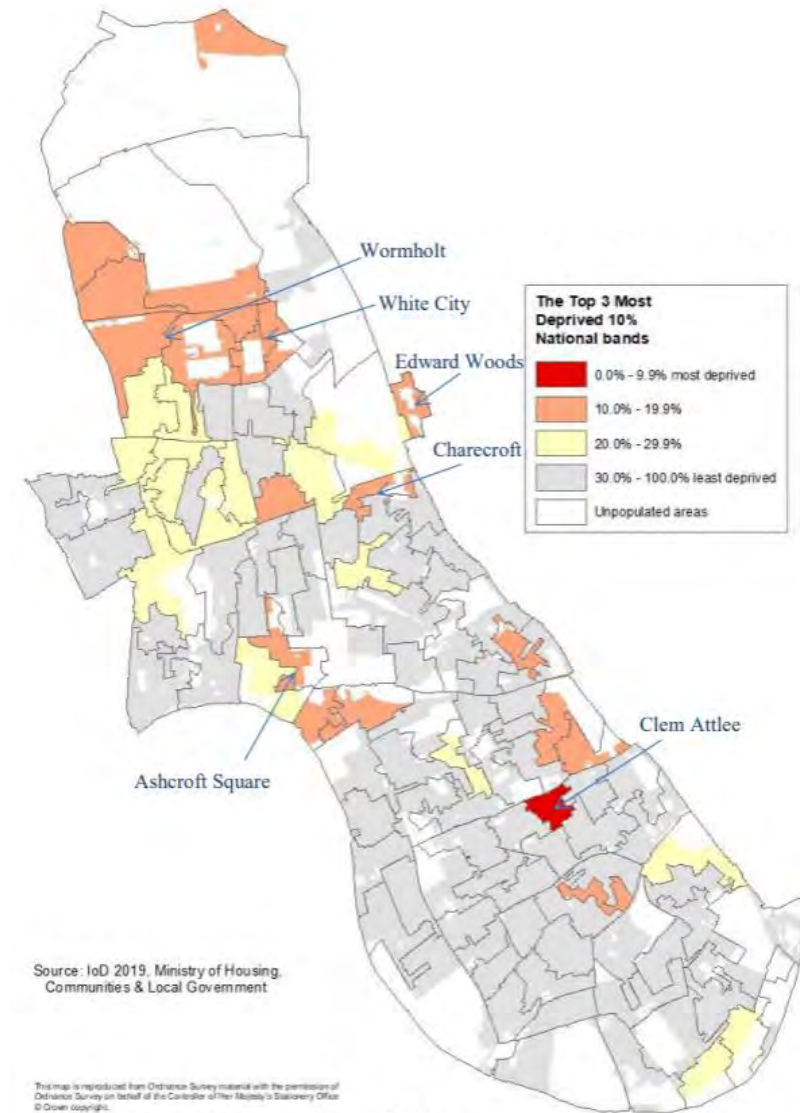 Wormholt
White City
Edward Woods
Charecroft
The Top 3 Most
Deprived 10%
National bands
0.0% - 9.9% most deprived
10.0% - 19.9%
20.0% - 29.9%
30.0% - 100.0% least deprived
Unpopulated areas
Clem Attlee
Ashcroft Square
Source: IoD 2019, Ministry of Housing,
Communities & Local Government
This map is reproduced from Ordnance Survey material with the permission of
Ordnance Survey on behalf of the Controller of Her Majesty's Stationery Office
© Crown copyright.